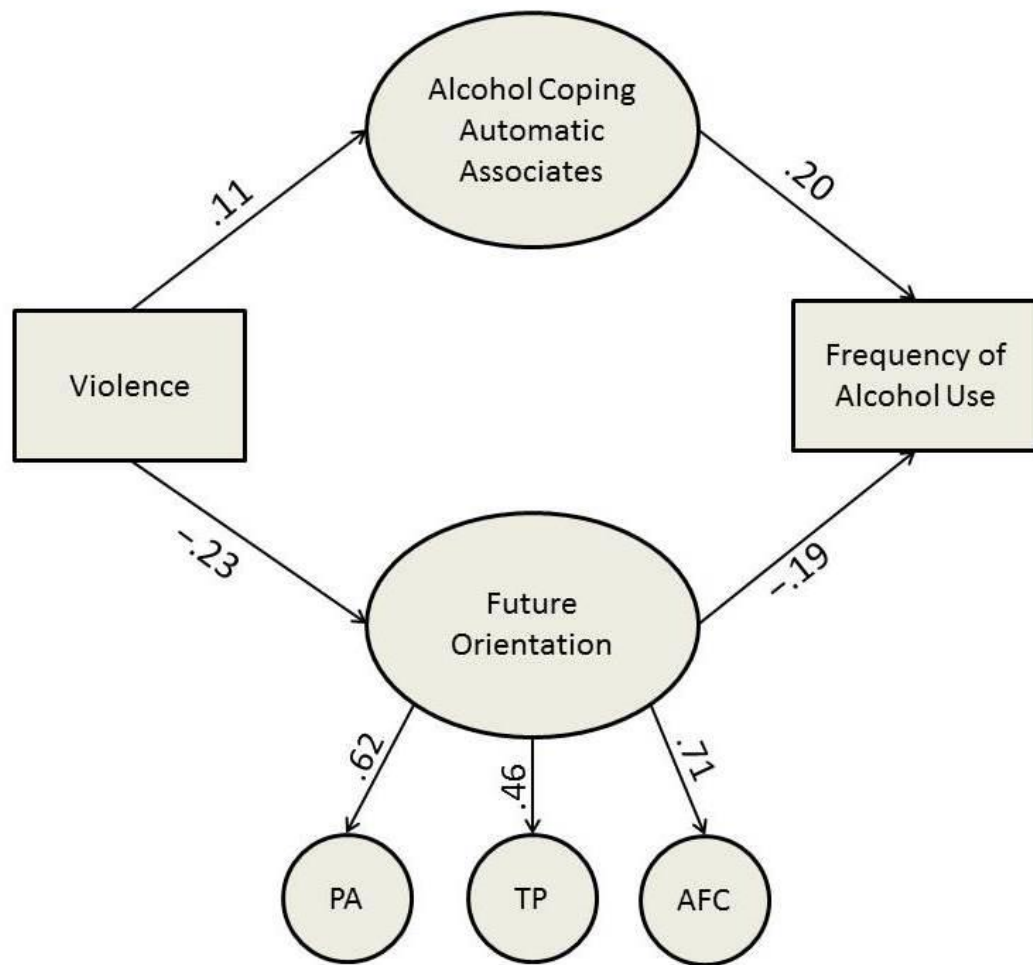 Alcohol Coping
Automatic
Associates
.11
.20
Violence
Frequency of
Alcohol Use
–.23
–.19
Future
Orientation
.62
.46
.71
PA
TP
AFC